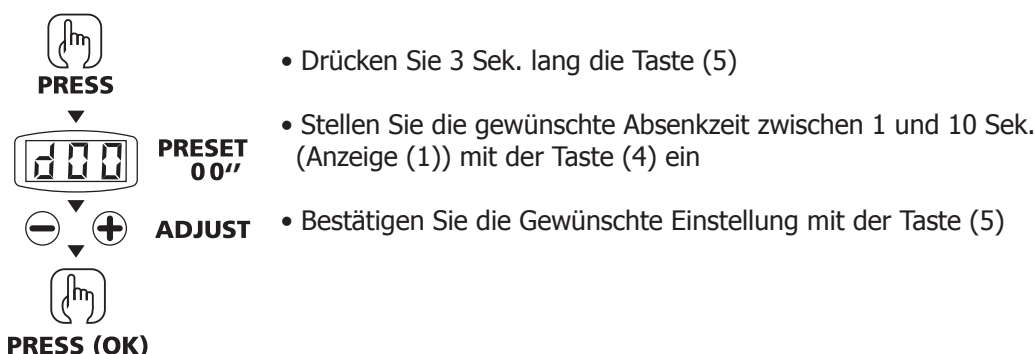 PRESS
• Drücken Sie 3 Sek. lang die Taste (5)
d00
PRESET
00″
• Stellen Sie die gewünschte Absenkzeit zwischen 1 und 10 Sek.
(Anzeige (1)) mit der Taste (4) ein
ADJUST
• Bestätigen Sie die Gewünschte Einstellung mit der Taste (5)
PRESS (OK)